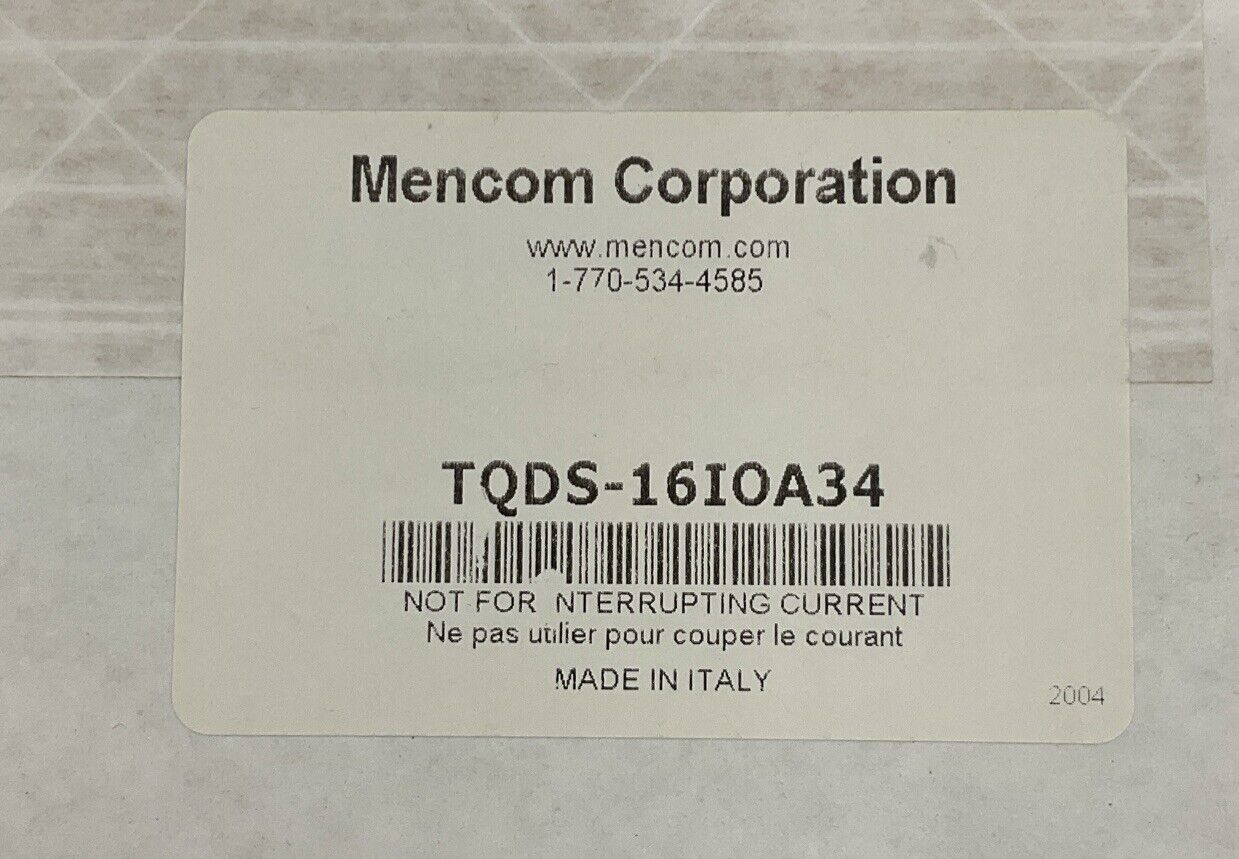 Mencom Corporation
www.mencom.com
1-770-534-4585
TQDS-16IOA34
NOT FOR NTERRUPTING CURRENT
Ne pas utilier pour couper le courant
MADE IN ITALY
2004